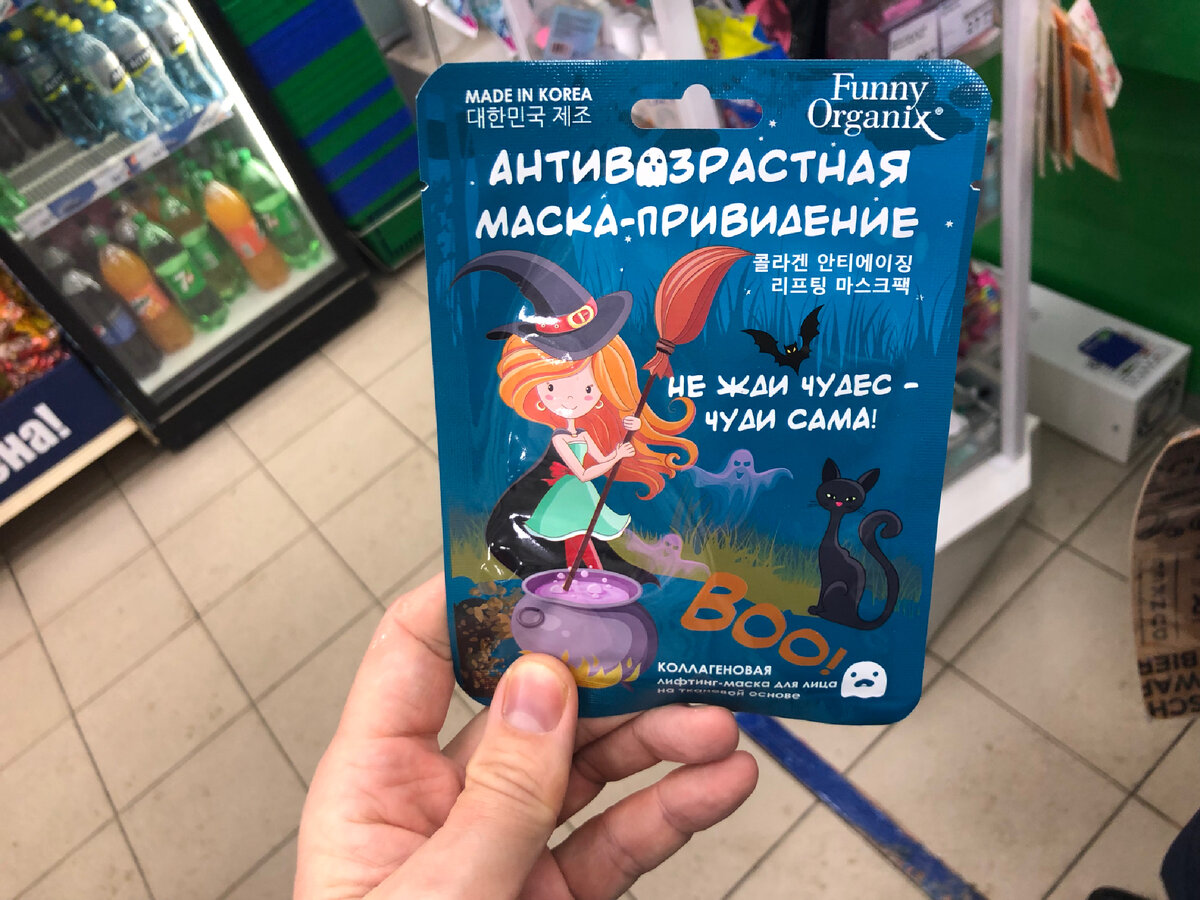 MADE IN KOREA
대한민국 제조
Funny
Organix®
АНТИВОЗРАСТНАЯ
МАСКА-ПРИВИДЕНИЕ
콜라겐 안티에이징
리프팅 마스크팩
НЕ ЖДИ ЧУДЕС -
ЧУДИ САМА!
BOO!
КОЛЛАГЕНОВАЯ
ЛИФТИНГ-МАСКА ДЛЯ ЛИЦА
НА ТКАНЕВОЙ ОСНОВЕ
7